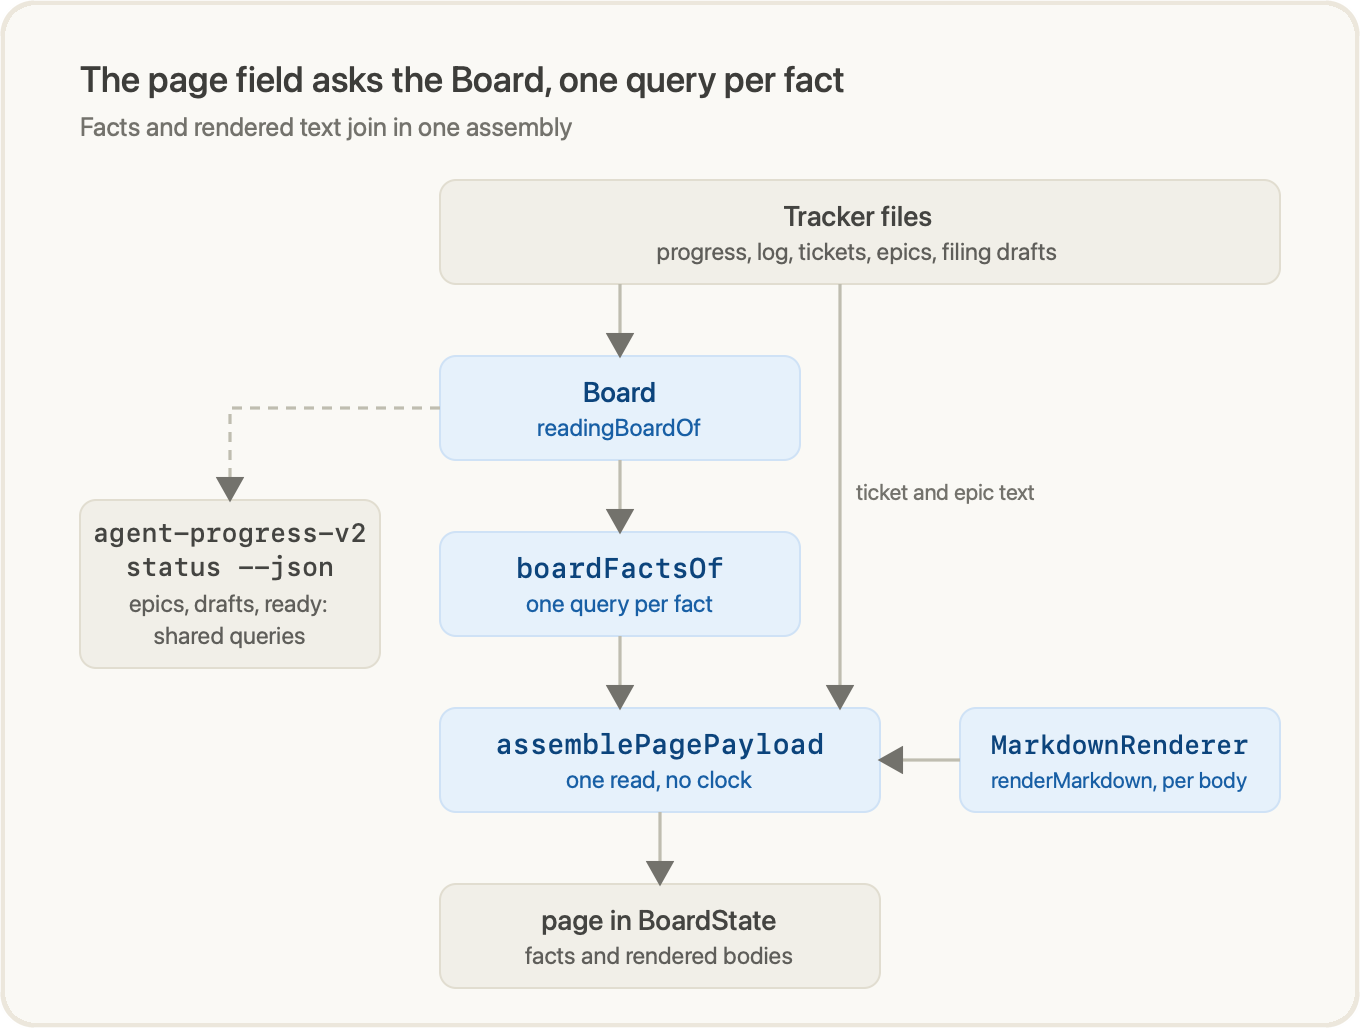 The page field asks the Board, one query per fact
Facts and rendered text join in one assembly
Tracker files
progress, log, tickets, epics, filing drafts
Board
readingBoardOf
ticket and epic text
agent-progress-v2
status --json
epics, drafts, ready:
shared queries
boardFactsOf
one query per fact
assemblePagePayload
one read, no clock
MarkdownRenderer
renderMarkdown, per body
page in BoardState
facts and rendered bodies